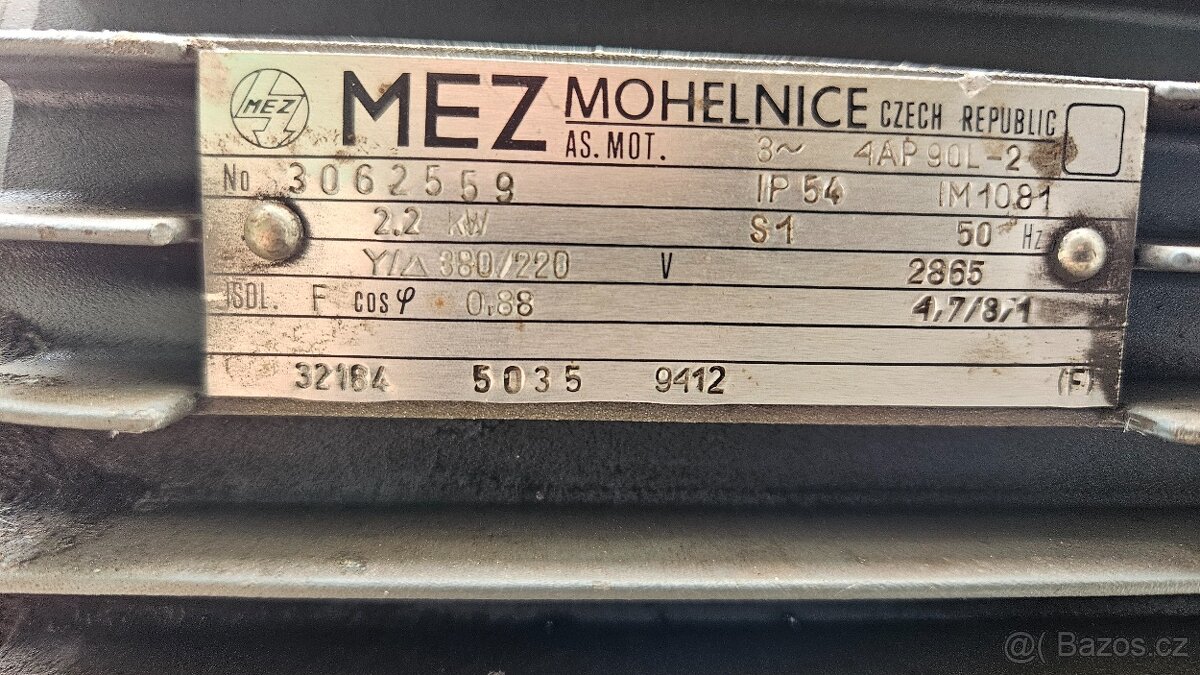 MEZ MEZ MOHELNICE CZECH REPUBLIC
AS. MOT. 3~ 4AP 90L-2
No 3062559 IP 54 IM 1081
2.2 kW S1 50 Hz
Y/△ 380/220 V 2865
ISOL. F cos φ 0.88 4,7/8,1
32184 5035 9412 (F)
@( Bazos.cz